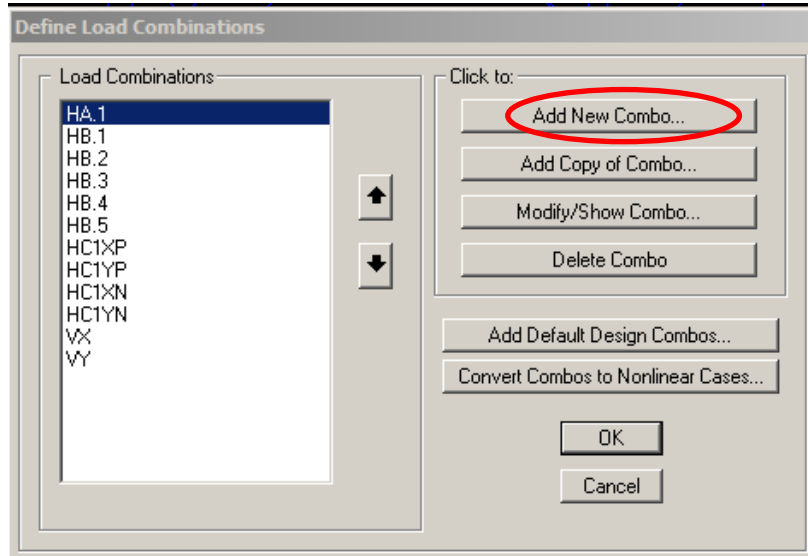 Define Load Combinations
Load Combinations
HA.1
HB.1
HB.2
HB.3
HB.4
HB.5
HC1XP
HC1YP
HC1XN
HC1YN
VX
VY
Click to:
Add New Combo...
Add Copy of Combo...
Modify/Show Combo...
Delete Combo
Add Default Design Combos...
Convert Combos to Nonlinear Cases...
OK
Cancel